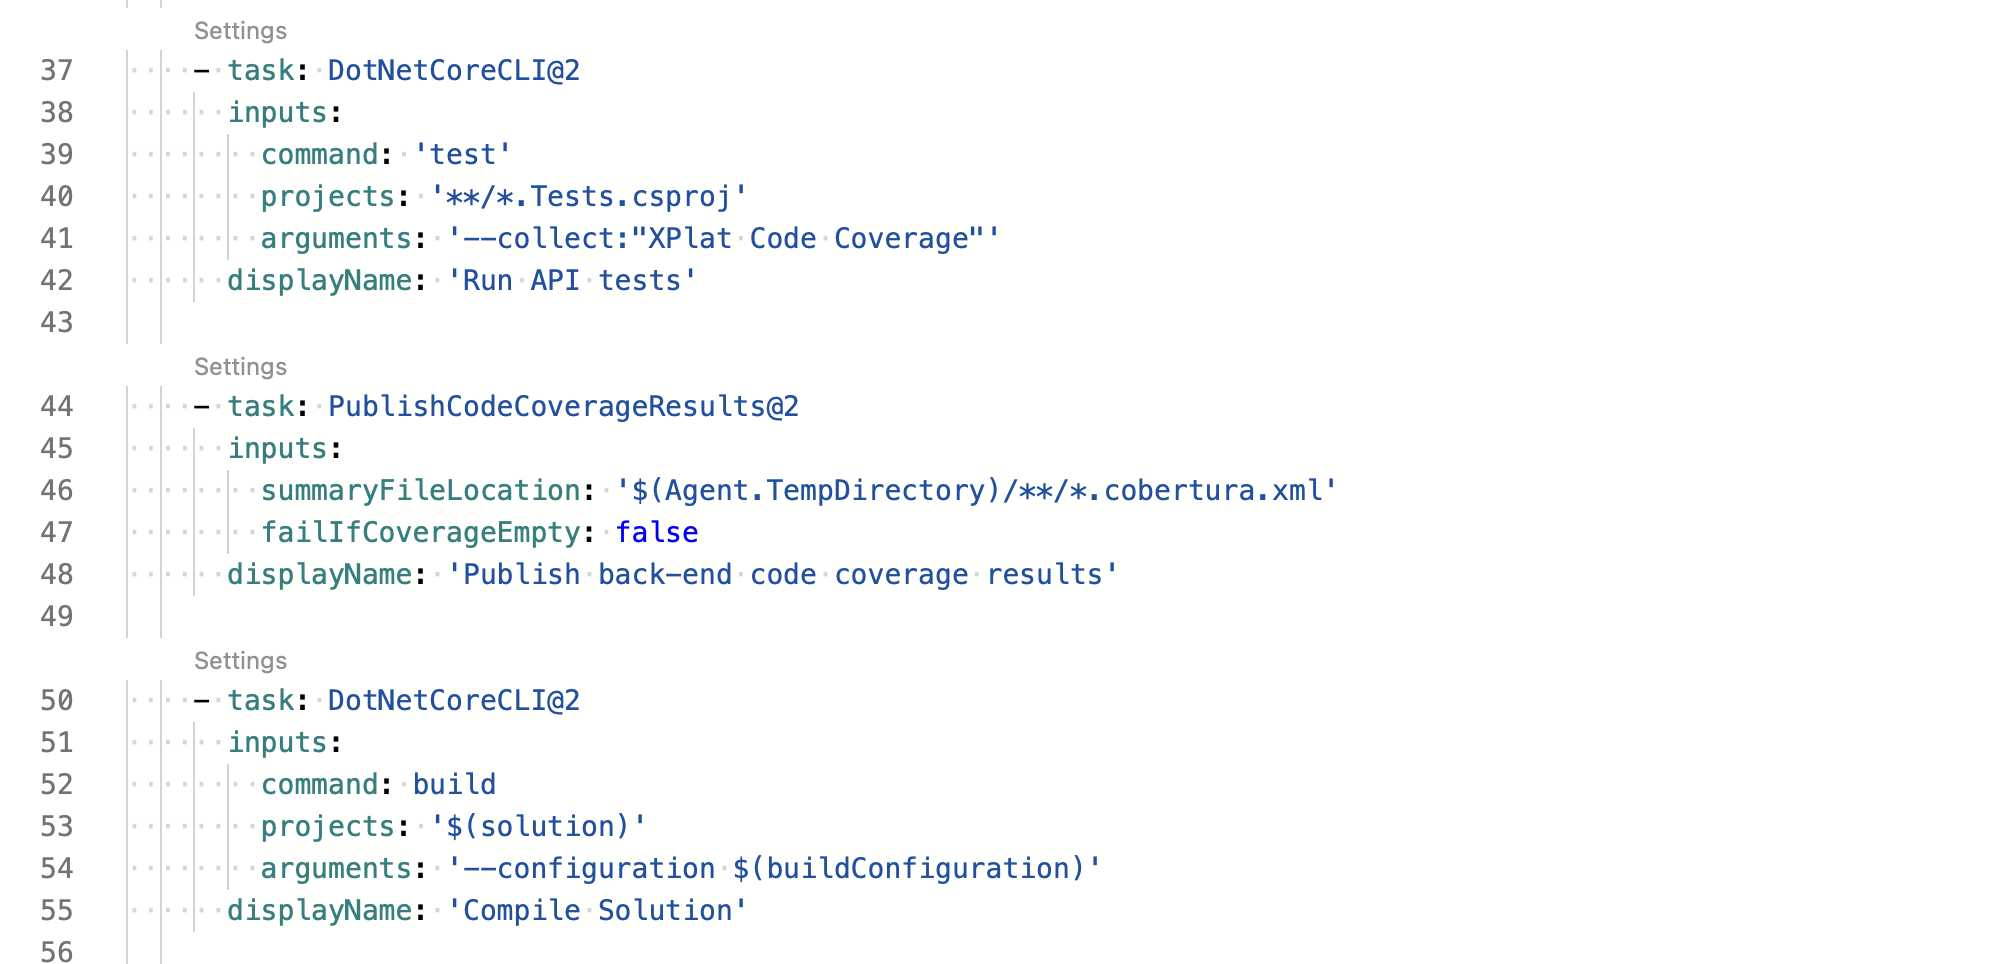 Settings
37 - task: DotNetCoreCLI@2
38 inputs:
39 command: 'test'
40 projects: '**/*.Tests.csproj'
41 arguments: '--collect:"XPlat Code Coverage"'
42 displayName: 'Run API tests'
43
Settings
44 - task: PublishCodeCoverageResults@2
45 inputs:
46 summaryFileLocation: '$(Agent.TempDirectory)/**/*.cobertura.xml'
47 failIfCoverageEmpty: false
48 displayName: 'Publish back-end code coverage results'
49
Settings
50 - task: DotNetCoreCLI@2
51 inputs:
52 command: build
53 projects: '$(solution)'
54 arguments: '--configuration $(buildConfiguration)'
55 displayName: 'Compile Solution'
56